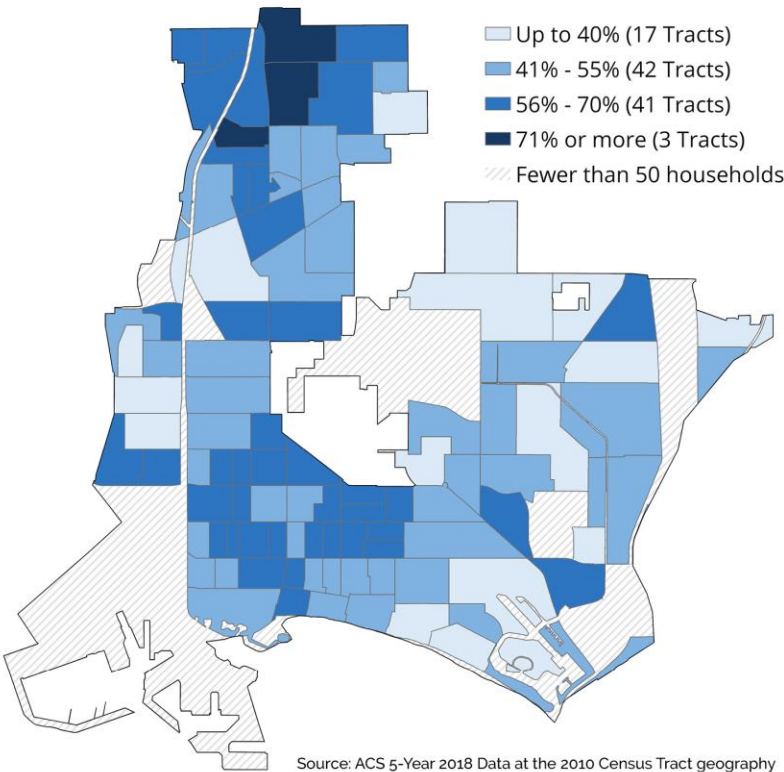 Up to 40% (17 Tracts)
41% - 55% (42 Tracts)
56% - 70% (41 Tracts)
71% or more (3 Tracts)
Fewer than 50 households
Source: ACS 5-Year 2018 Data at the 2010 Census Tract geography